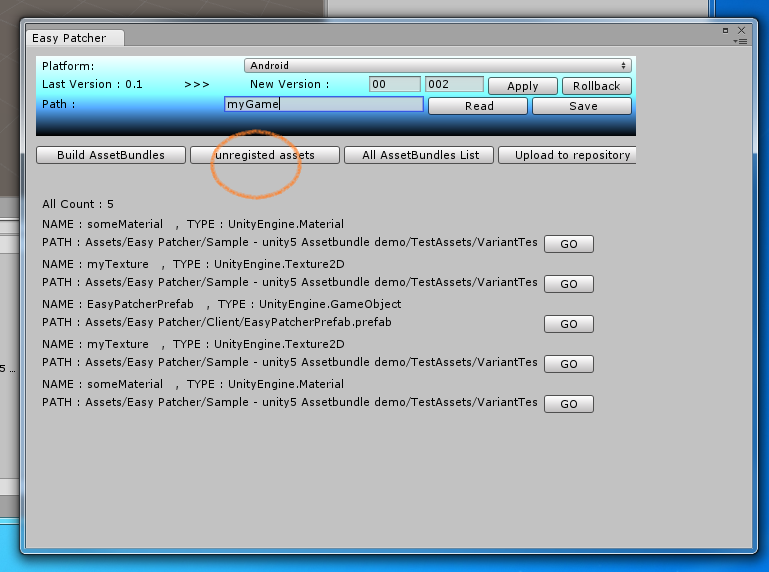 Easy Patcher
Platform: Android
Last Version : 0.1 >>> New Version : 00 002 Apply Rollback
Path : myGame Read Save
Build AssetBundles unregisted assets All AssetBundles List Upload to repository
All Count : 5
NAME : someMaterial , TYPE : UnityEngine.Material
PATH : Assets/Easy Patcher/Sample - unity5 Assetbundle demo/TestAssets/VariantTes GO
NAME : myTexture , TYPE : UnityEngine.Texture2D
PATH : Assets/Easy Patcher/Sample - unity5 Assetbundle demo/TestAssets/VariantTes GO
NAME : EasyPatcherPrefab , TYPE : UnityEngine.GameObject
PATH : Assets/Easy Patcher/Client/EasyPatcherPrefab.prefab GO
NAME : myTexture , TYPE : UnityEngine.Texture2D
5 ...
PATH : Assets/Easy Patcher/Sample - unity5 Assetbundle demo/TestAssets/VariantTes GO
NAME : someMaterial , TYPE : UnityEngine.Material
PATH : Assets/Easy Patcher/Sample - unity5 Assetbundle demo/TestAssets/VariantTes GO